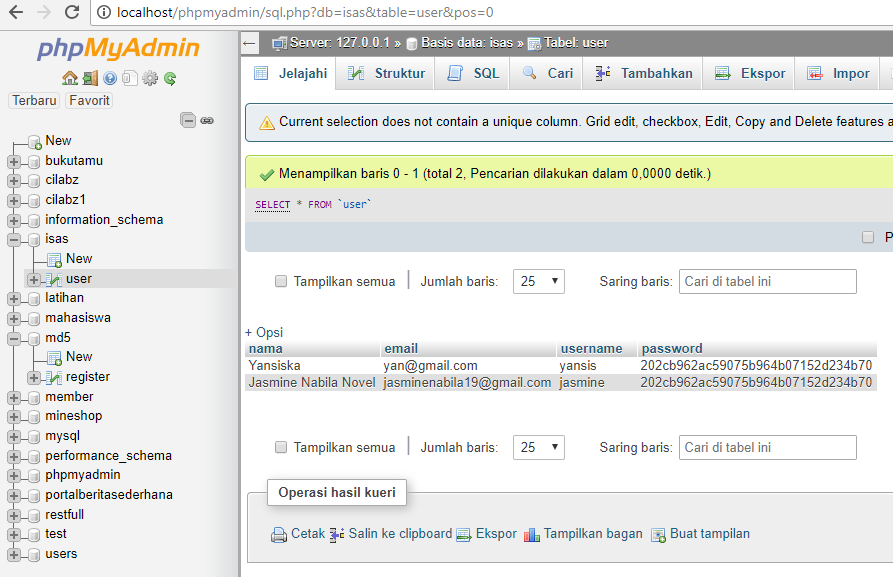 localhost/phpmyadmin/sql.php?db=isas&table=user&pos=0
phpMyAdmin
Terbaru Favorit
New
bukutamu
cilabz
cilabz1
information_schema
isas
New
user
latihan
mahasiswa
md5
New
register
member
mineshop
mysql
performance_schema
phpmyadmin
portalberitasederhana
restfull
test
users
Server: 127.0.0.1 » Basis data: isas » Tabel: user
Jelajahi Struktur SQL Cari Tambahkan Ekspor Impor
Current selection does not contain a unique column. Grid edit, checkbox, Edit, Copy and Delete features a
Menampilkan baris 0 - 1 (total 2, Pencarian dilakukan dalam 0,0000 detik.)
SELECT * FROM `user`
P
Tampilkan semua | Jumlah baris: 25 Saring baris: Cari di tabel ini
+ Opsi
nama email username password
Yansiska yan@gmail.com yansis 202cb962ac59075b964b07152d234b70
Jasmine Nabila Novel jasminenabila19@gmail.com jasmine 202cb962ac59075b964b07152d234b70
Tampilkan semua | Jumlah baris: 25 Saring baris: Cari di tabel ini
Operasi hasil kueri
Cetak Salin ke clipboard Ekspor Tampilkan bagan Buat tampilan